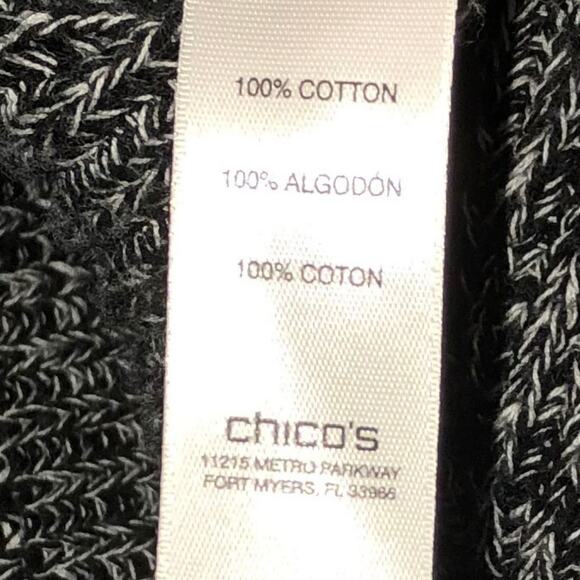 100% COTTON
100% ALGODÓN
100% COTON
chico's
11215 METRO PARKWAY
FORT MYERS, FL 33966